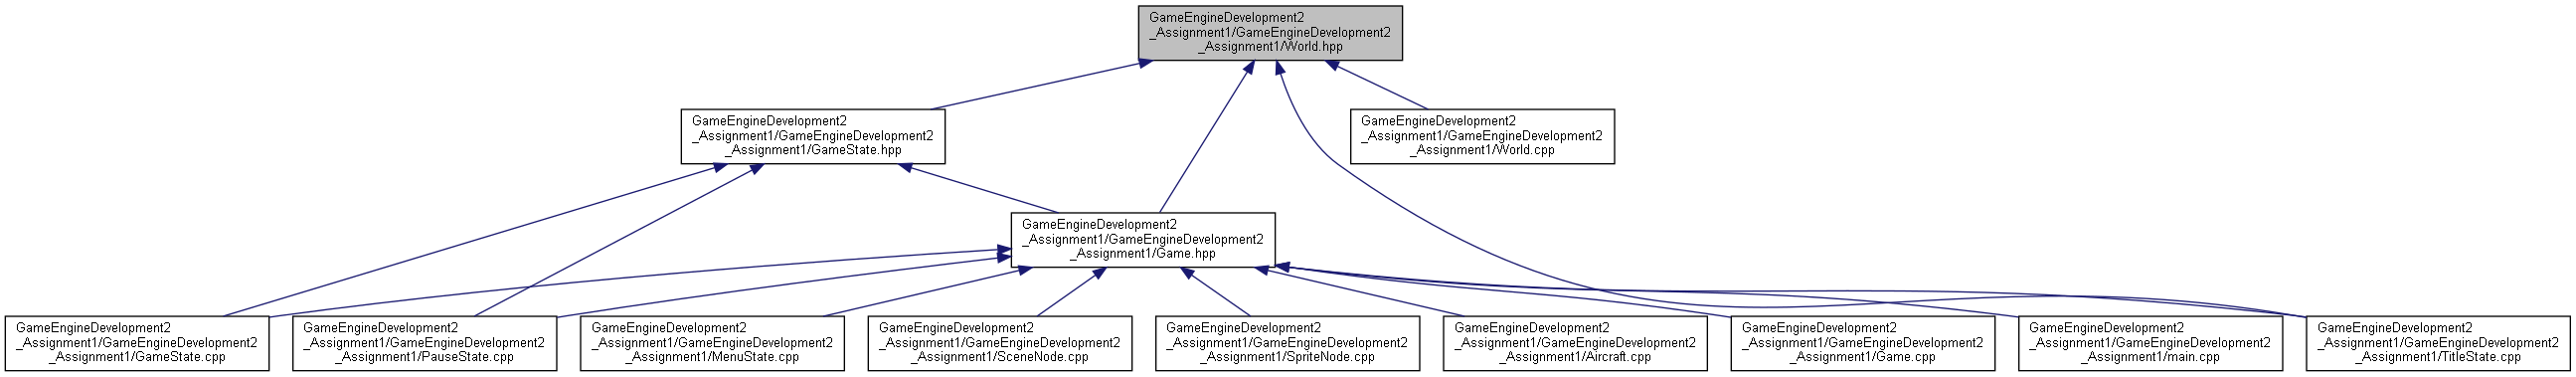 GameEngineDevelopment2
_Assignment1/GameEngineDevelopment2
_Assignment1/World.hpp
GameEngineDevelopment2
_Assignment1/GameEngineDevelopment2
_Assignment1/GameState.hpp
GameEngineDevelopment2
_Assignment1/GameEngineDevelopment2
_Assignment1/World.cpp
GameEngineDevelopment2
_Assignment1/GameEngineDevelopment2
_Assignment1/Game.hpp
GameEngineDevelopment2
_Assignment1/GameEngineDevelopment2
_Assignment1/GameState.cpp
GameEngineDevelopment2
_Assignment1/GameEngineDevelopment2
_Assignment1/PauseState.cpp
GameEngineDevelopment2
_Assignment1/GameEngineDevelopment2
_Assignment1/MenuState.cpp
GameEngineDevelopment2
_Assignment1/GameEngineDevelopment2
_Assignment1/SceneNode.cpp
GameEngineDevelopment2
_Assignment1/GameEngineDevelopment2
_Assignment1/SpriteNode.cpp
GameEngineDevelopment2
_Assignment1/GameEngineDevelopment2
_Assignment1/Aircraft.cpp
GameEngineDevelopment2
_Assignment1/GameEngineDevelopment2
_Assignment1/Game.cpp
GameEngineDevelopment2
_Assignment1/GameEngineDevelopment2
_Assignment1/main.cpp
GameEngineDevelopment2
_Assignment1/GameEngineDevelopment2
_Assignment1/TitleState.cpp